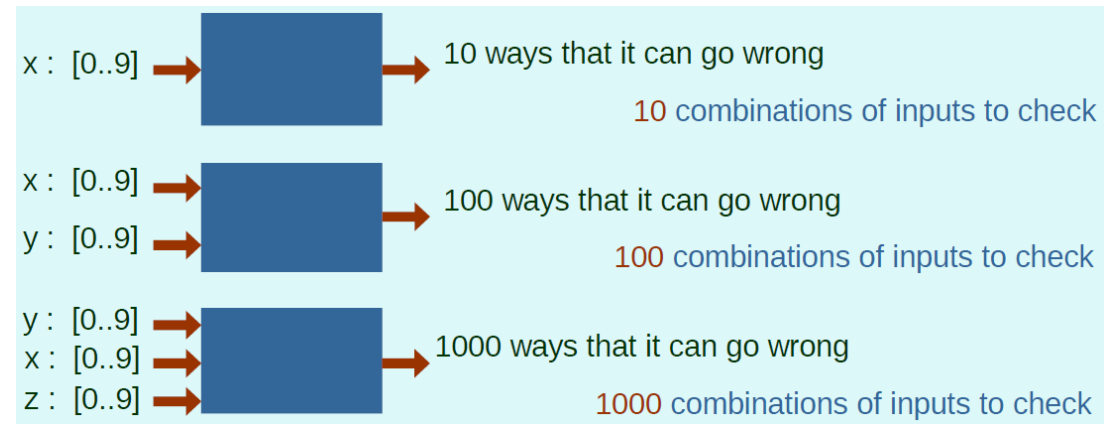 x : [0..9]
10 ways that it can go wrong
10 combinations of inputs to check
x : [0..9]
100 ways that it can go wrong
y : [0..9]
100 combinations of inputs to check
y : [0..9]
1000 ways that it can go wrong
x : [0..9]
z : [0..9]
1000 combinations of inputs to check